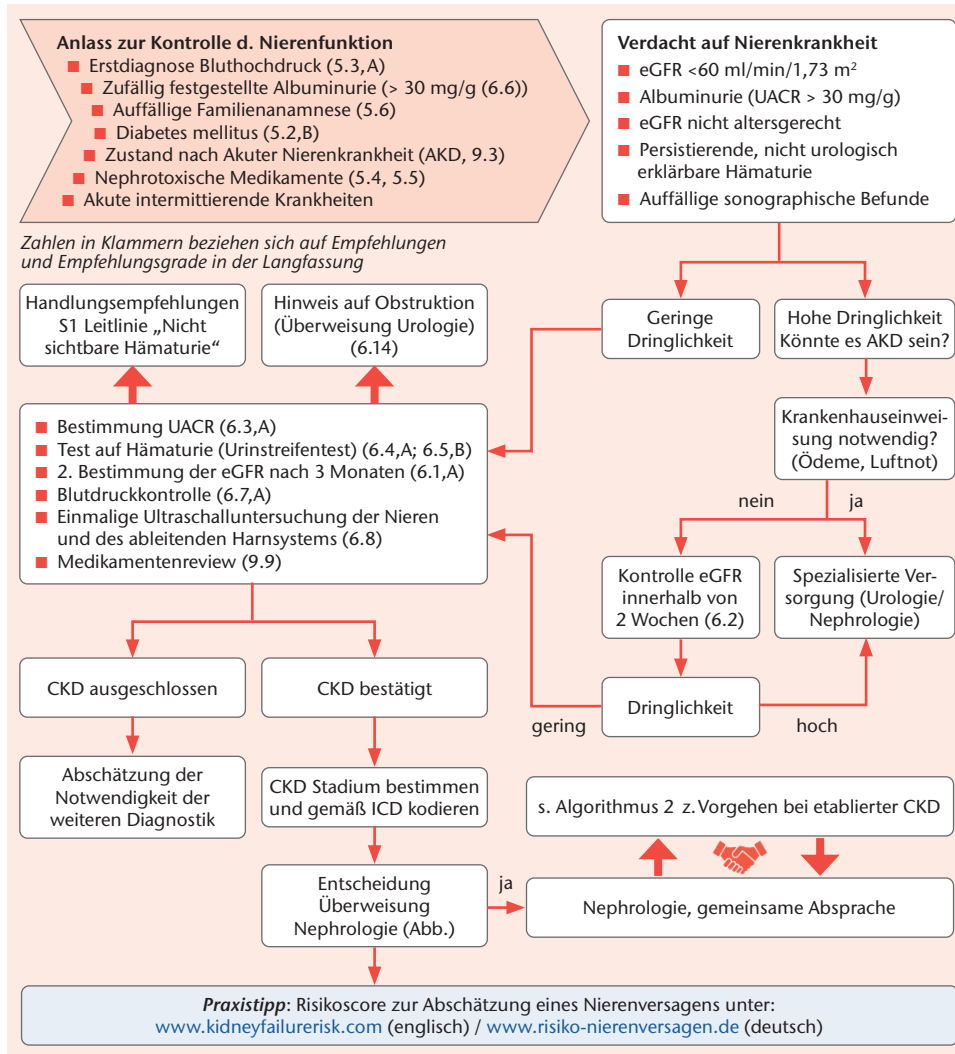 Anlass zur Kontrolle d. Nierenfunktion
■ Erstdiagnose Bluthochdruck (5.3,A)
■ Zufällig festgestellte Albuminurie (> 30 mg/g (6.6))
■ Auffällige Familienanamnese (5.6)
■ Diabetes mellitus (5.2,B)
■ Zustand nach Akuter Nierenkrankheit (AKD, 9.3)
■ Nephrotoxische Medikamente (5.4, 5.5)
■ Akute intermittierende Krankheiten
Verdacht auf Nierenkrankheit
■ eGFR <60 ml/min/1,73 m²
■ Albuminurie (UACR > 30 mg/g)
■ eGFR nicht altersgerecht
■ Persistierende, nicht urologisch
erklärbare Hämaturie
■ Auffällige sonographische Befunde
Zahlen in Klammern beziehen sich auf Empfehlungen
und Empfehlungsgrade in der Langfassung
Handlungsempfehlungen
S1 Leitlinie „Nicht
sichtbare Hämaturie“
Hinweis auf Obstruktion
(Überweisung Urologie)
(6.14)
Geringe
Dringlichkeit
Hohe Dringlichkeit
Könnte es AKD sein?
■ Bestimmung UACR (6.3,A)
■ Test auf Hämaturie (Urinstreifentest) (6.4,A; 6.5,B)
■ 2. Bestimmung der eGFR nach 3 Monaten (6.1,A)
■ Blutdruckkontrolle (6.7,A)
■ Einmalige Ultraschalluntersuchung der Nieren
und des ableitenden Harnsystems (6.8)
■ Medikamentenreview (9.9)
Krankenhauseinwei-
sung notwendig?
(Ödeme, Luftnot)
nein
ja
Kontrolle eGFR
innerhalb von
2 Wochen (6.2)
Spezialisierte Ver-
sorgung (Urologie/
Nephrologie)
CKD ausgeschlossen
CKD bestätigt
Dringlichkeit
gering
hoch
Abschätzung der
Notwendigkeit der
weiteren Diagnostik
CKD Stadium bestimmen
und gemäß ICD kodieren
s. Algorithmus 2 z. Vorgehen bei etablierter CKD
Entscheidung
Überweisung
Nephrologie (Abb.)
ja
Nephrologie, gemeinsame Absprache
Praxistipp: Risikoscore zur Abschätzung eines Nierenversagens unter:
www.kidneyfailurerisk.com (englisch) / www.risiko-nierenversagen.de (deutsch)